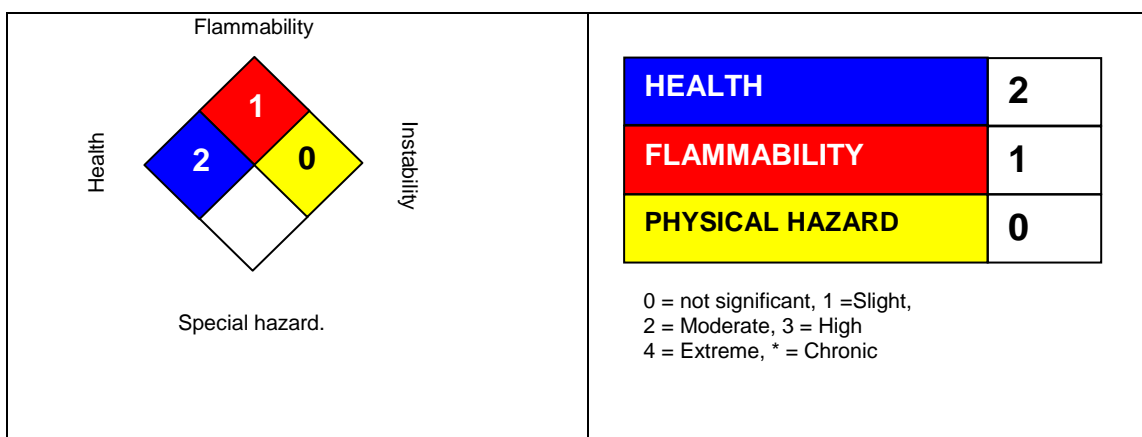 Flammability
1
2
0
Health
Instability
Special hazard.
HEALTH 2
FLAMMABILITY 1
PHYSICAL HAZARD 0
0 = not significant, 1 =Slight,
2 = Moderate, 3 = High
4 = Extreme, * = Chronic